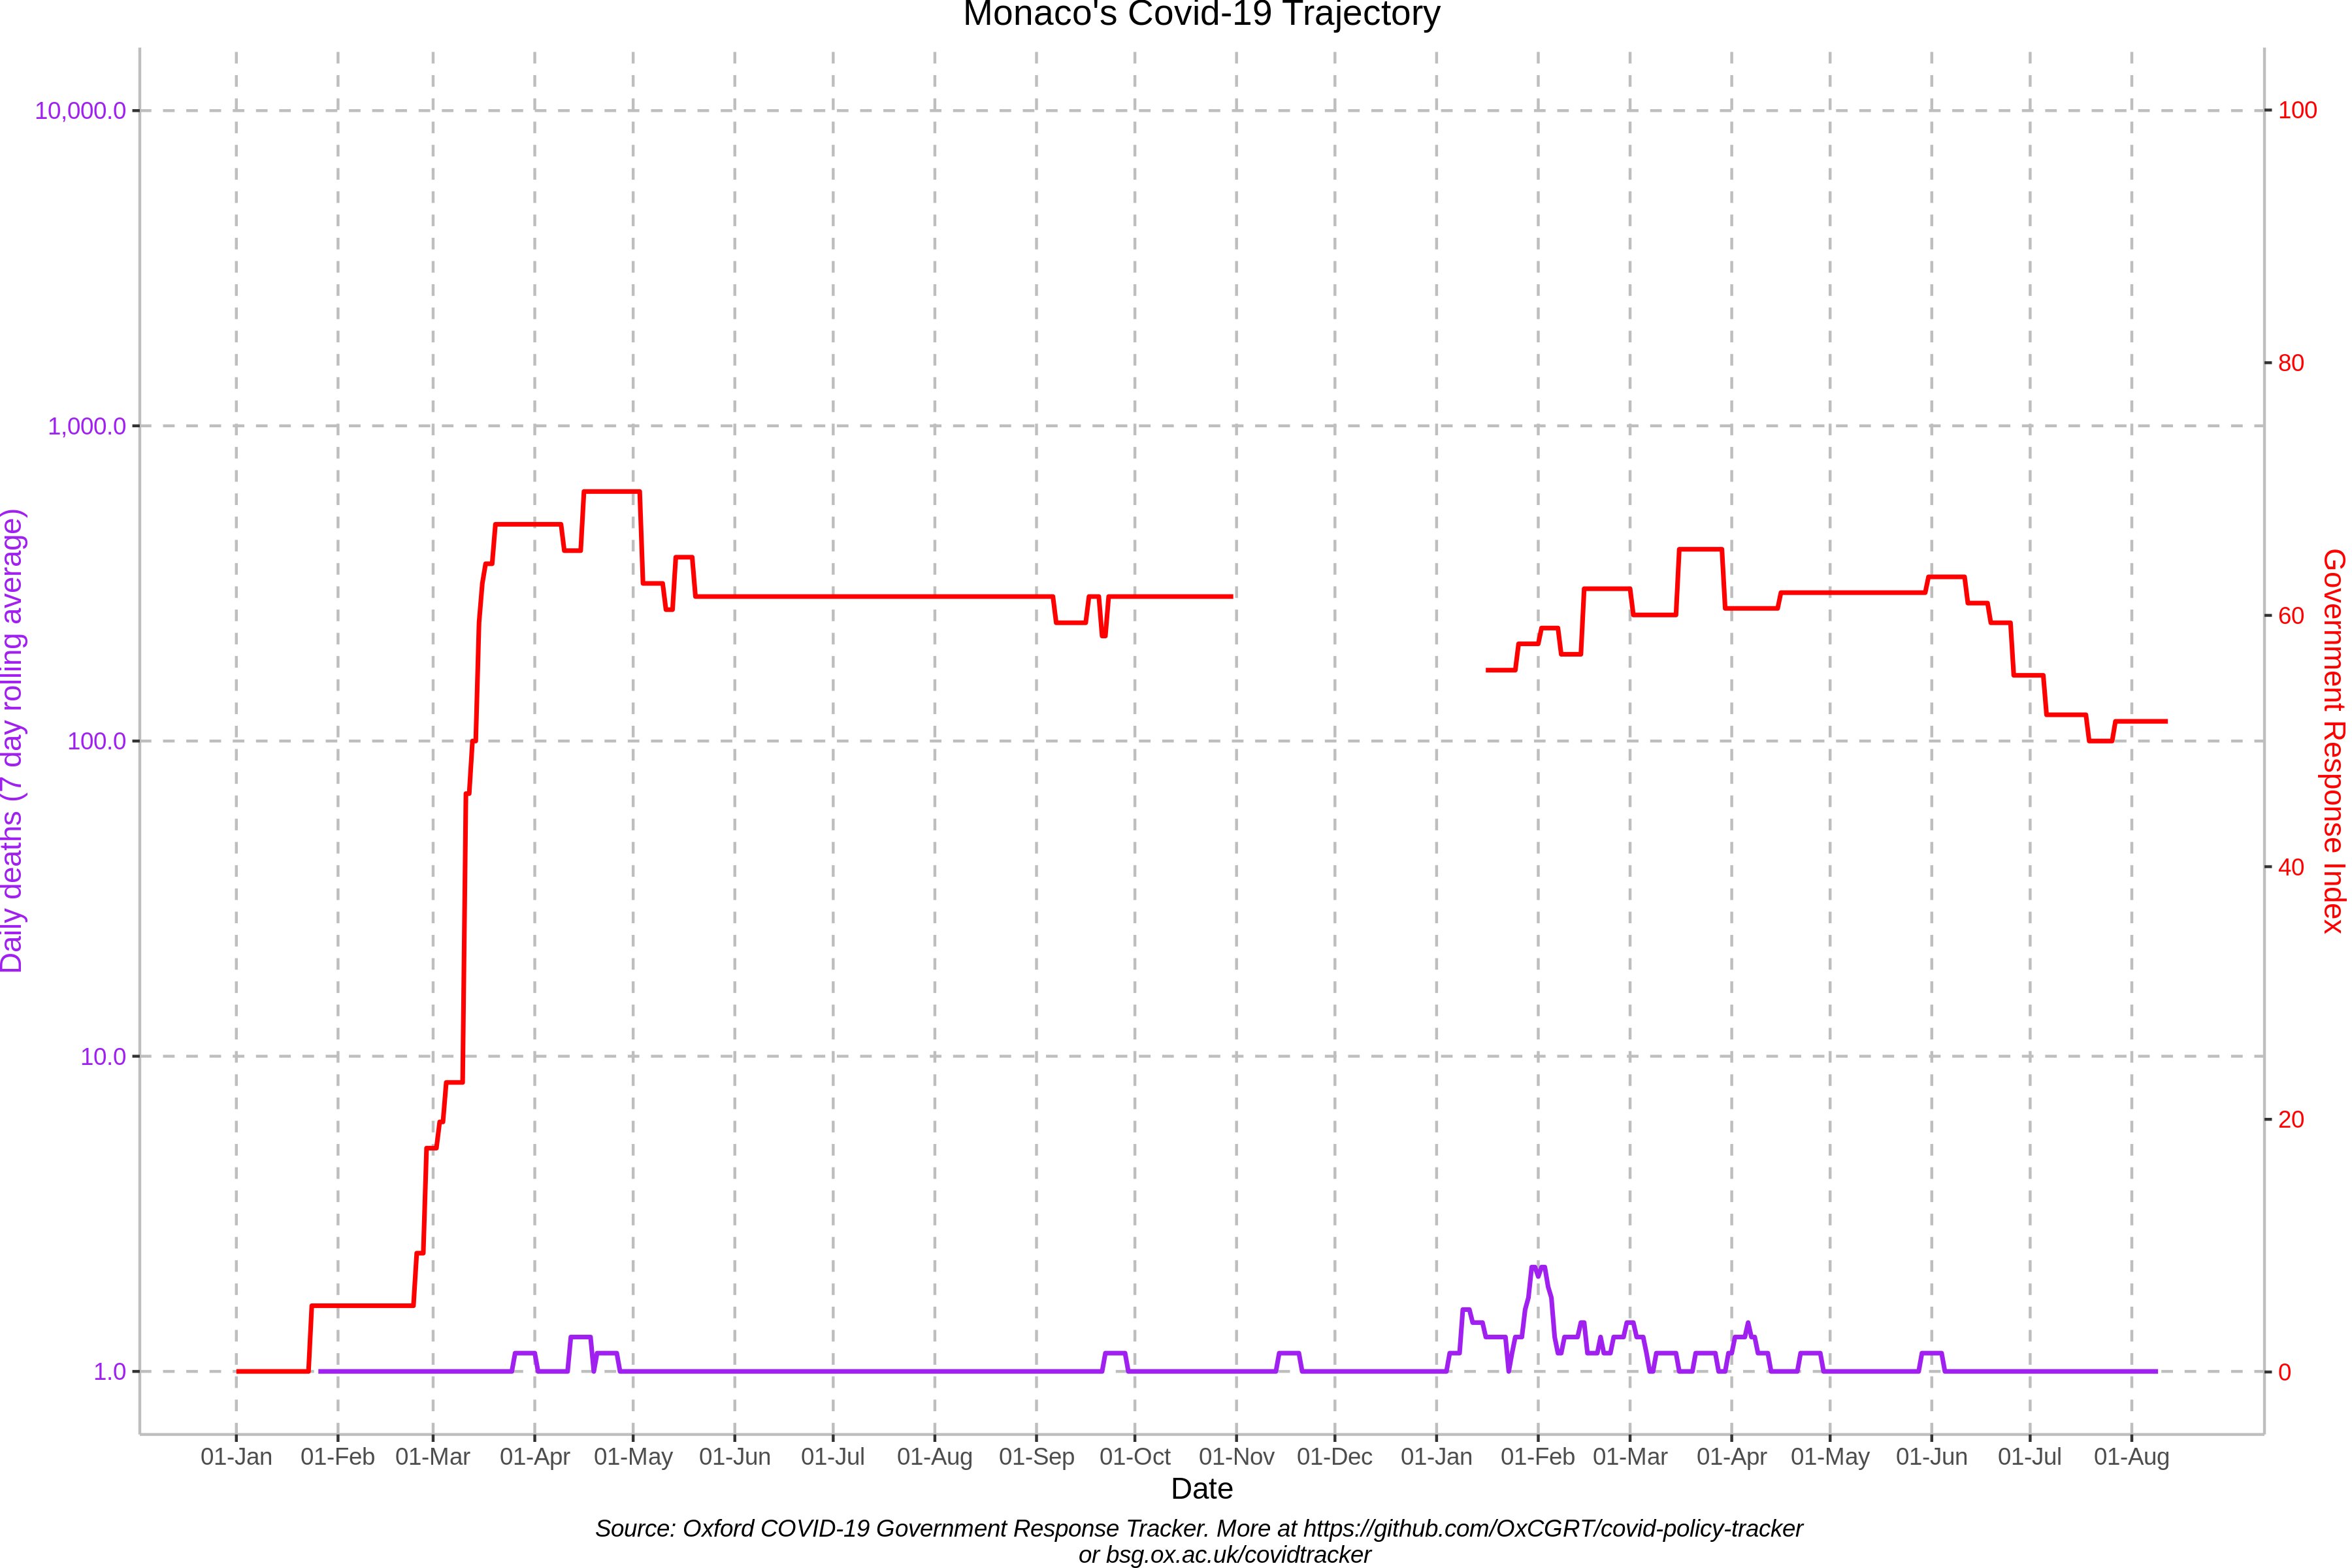 Monaco's Covid-19 Trajectory
10,000.0
1,000.0
100.0
10.0
1.0
Daily deaths (7 day rolling average)
100
80
60
40
20
0
Government Response Index
01-Jan 01-Feb 01-Mar 01-Apr 01-May 01-Jun 01-Jul 01-Aug 01-Sep 01-Oct 01-Nov 01-Dec 01-Jan 01-Feb 01-Mar 01-Apr 01-May 01-Jun 01-Jul 01-Aug
Date
Source: Oxford COVID-19 Government Response Tracker. More at https://github.com/OxCGRT/covid-policy-tracker
or bsg.ox.ac.uk/covidtracker